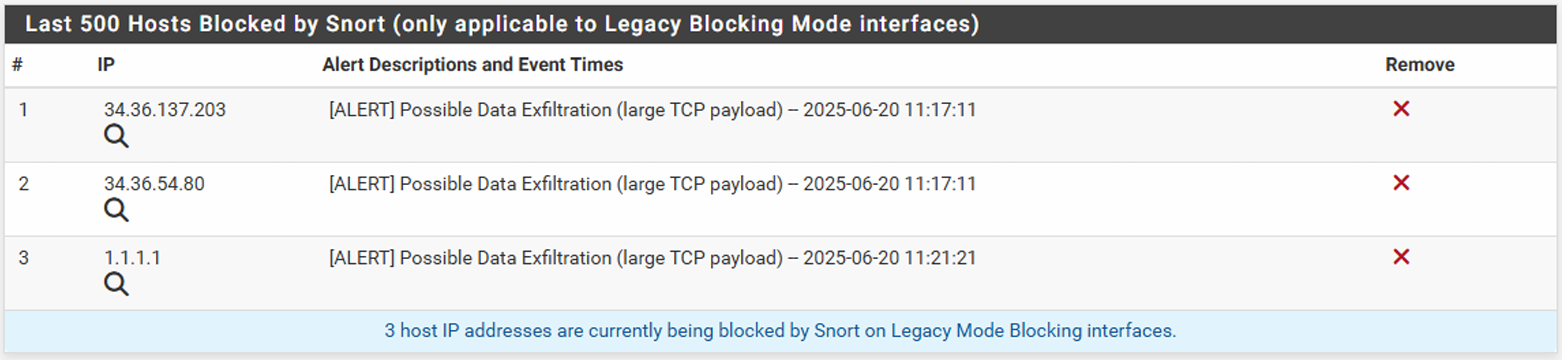 Last 500 Hosts Blocked by Snort (only applicable to Legacy Blocking Mode interfaces)
# IP Alert Descriptions and Event Times Remove
1 34.36.137.203 [ALERT] Possible Data Exfiltration (large TCP payload) – 2025-06-20 11:17:11
2 34.36.54.80 [ALERT] Possible Data Exfiltration (large TCP payload) – 2025-06-20 11:17:11
3 1.1.1.1 [ALERT] Possible Data Exfiltration (large TCP payload) – 2025-06-20 11:21:21
3 host IP addresses are currently being blocked by Snort on Legacy Mode Blocking interfaces.